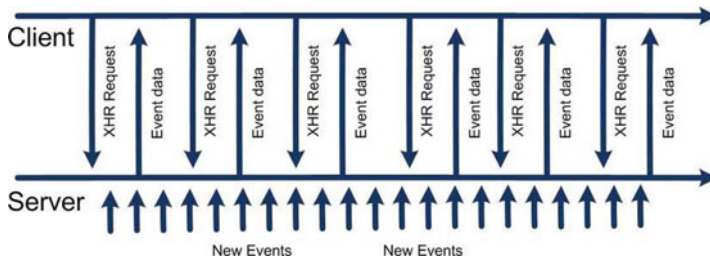 Client
XHR Request
Event data
XHR Request
Event data
XHR Request
Event data
XHR Request
Event data
XHR Request
Event data
XHR Request
Event data
Server
New Events
New Events